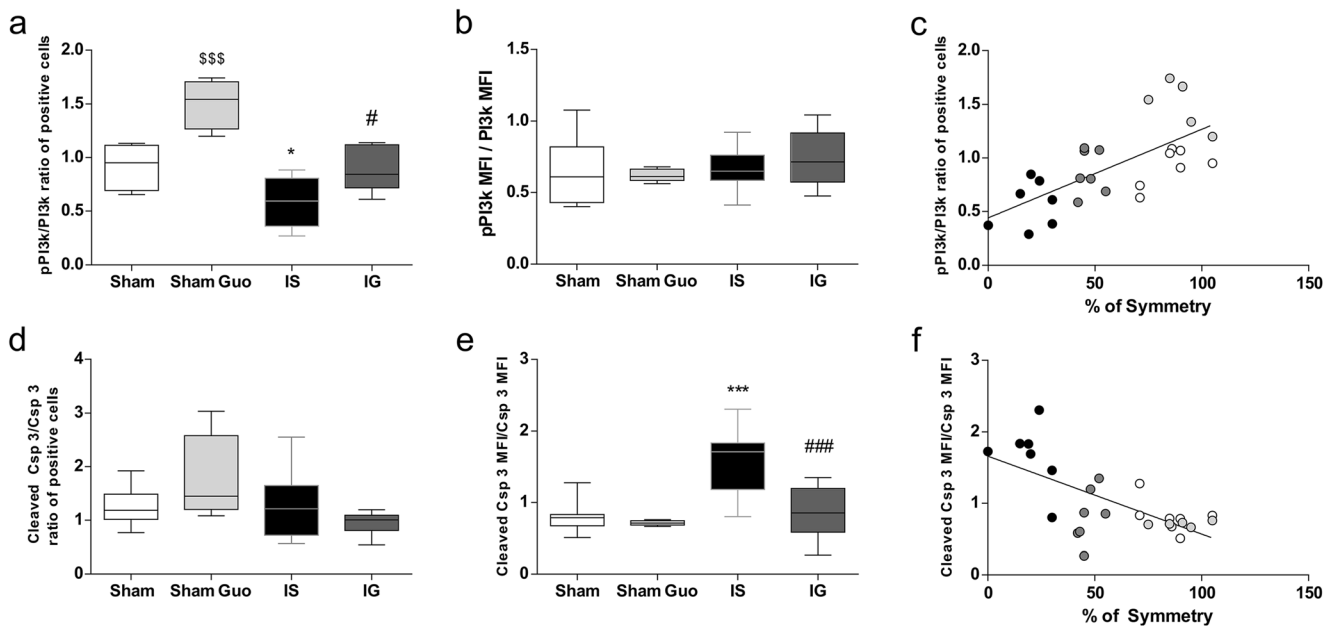 a
pPI3k/PI3k ratio of positive cells
2.0
1.5
1.0
0.5
0.0
$$$
*
#
Sham
Sham Guo
IS
IG
b
pPI3k MFI / PI3k MFI
1.5
1.0
0.5
0.0
Sham
Sham Guo
IS
IG
c
pPI3k/PI3k ratio of positive cells
2.0
1.5
1.0
0.5
0.0
0
50
100
150
% of Symmetry
d
Cleaved Csp 3/Csp 3
ratio of positive cells
4
3
2
1
0
Sham
Sham Guo
IS
IG
e
Cleaved Csp 3 MFI/Csp 3 MFI
3
2
1
0
***
###
Sham
Sham Guo
IS
IG
f
Cleaved Csp 3 MFI/Csp 3 MFI
3
2
1
0
0
50
100
150
% of Symmetry